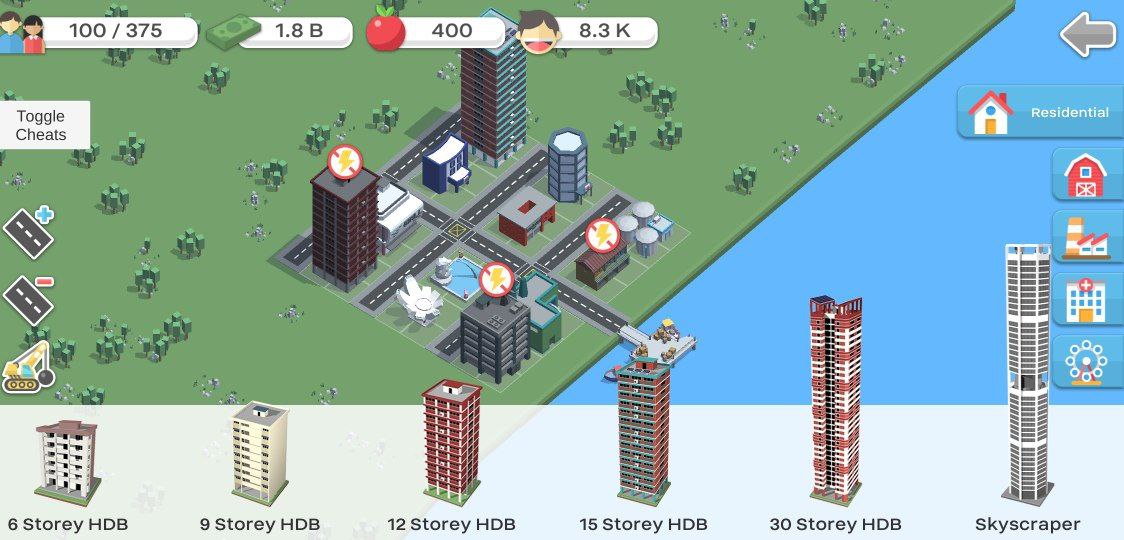 100 / 375
1.8 B
400
8.3 K
Toggle
Cheats
Residential
6 Storey HDB
9 Storey HDB
12 Storey HDB
15 Storey HDB
30 Storey HDB
Skyscraper